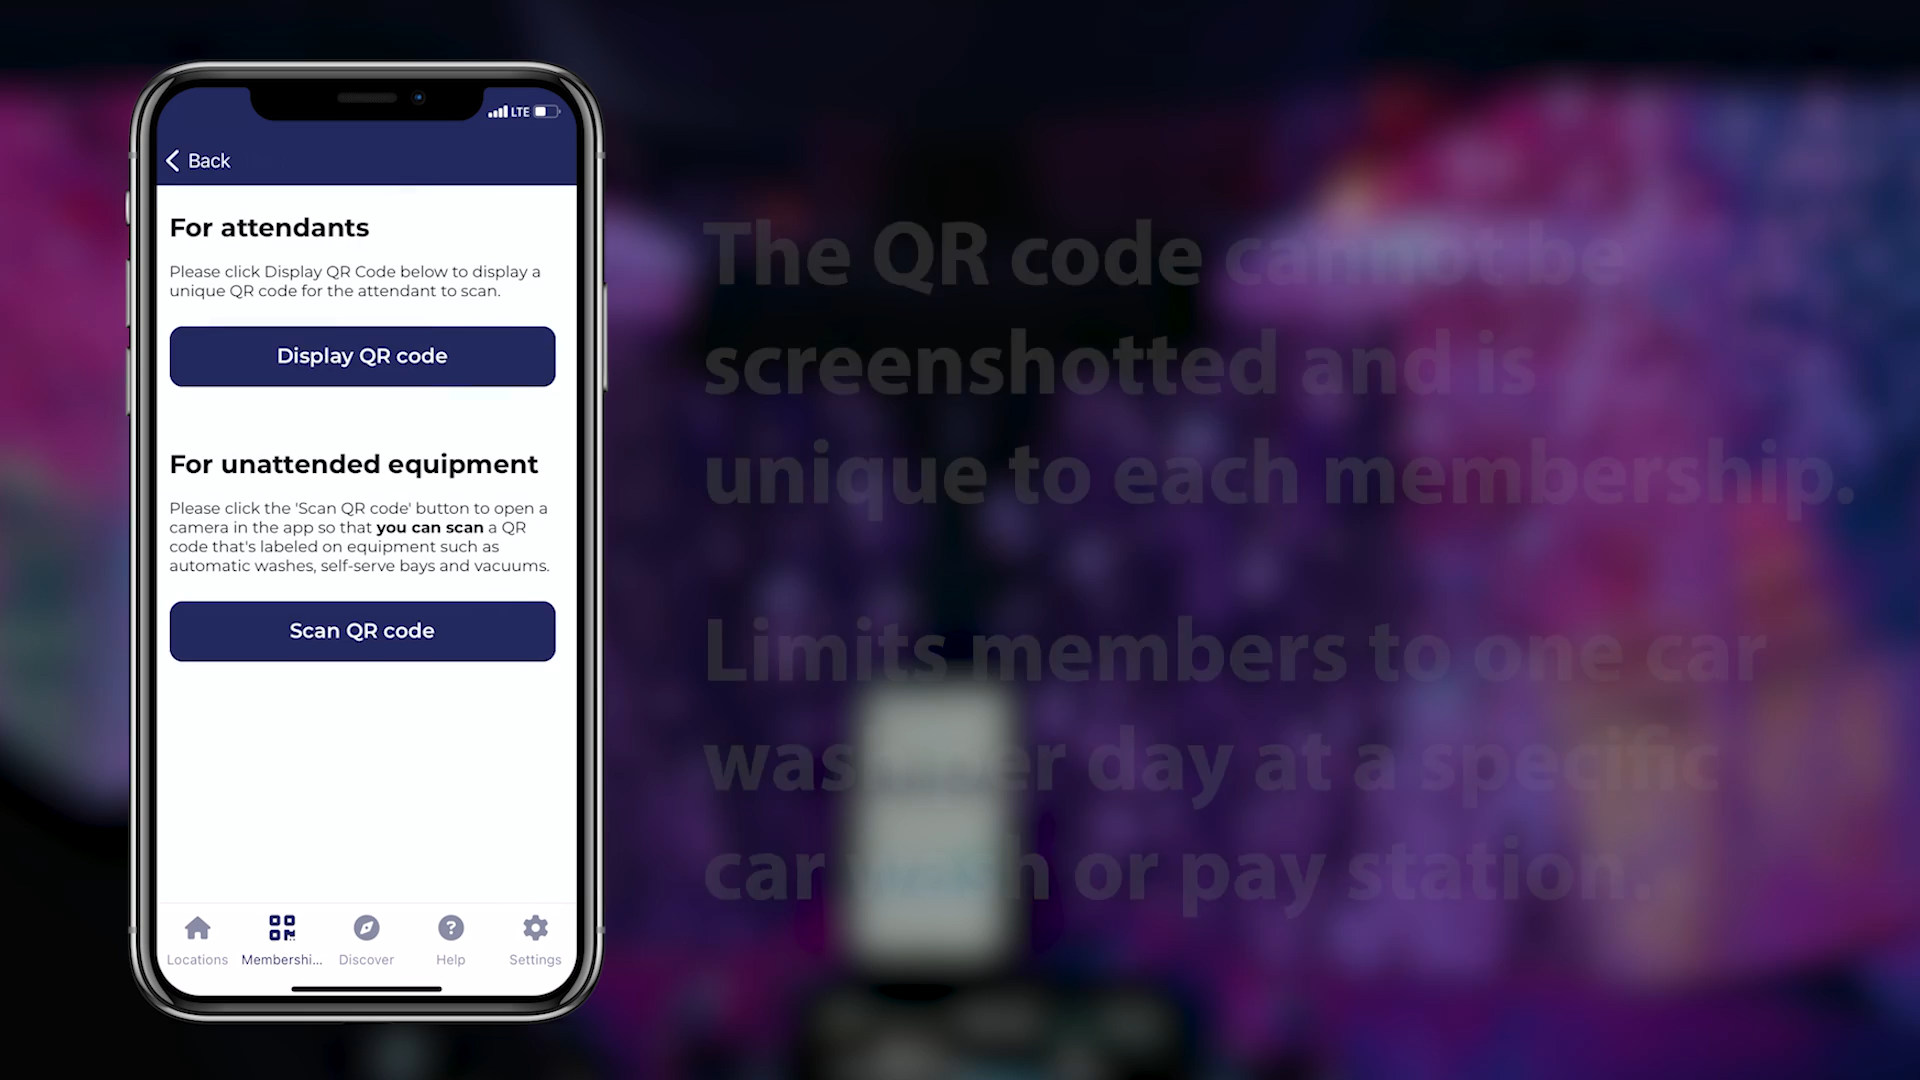 LTE
Back
For attendants
Please click Display QR Code below to display a
unique QR code for the attendant to scan.
Display QR code
For unattended equipment
Please click the 'Scan QR code' button to open a
camera in the app so that you can scan a QR
code that's labeled on equipment such as
automatic washes, self-serve bays and vacuums.
Scan QR code
Locations
Membershi...
Discover
Help
Settings
The QR code cannot be
screenshotted and is
unique to each membership.
Limits members to one car
wash per day at a specific
car wash or pay station.